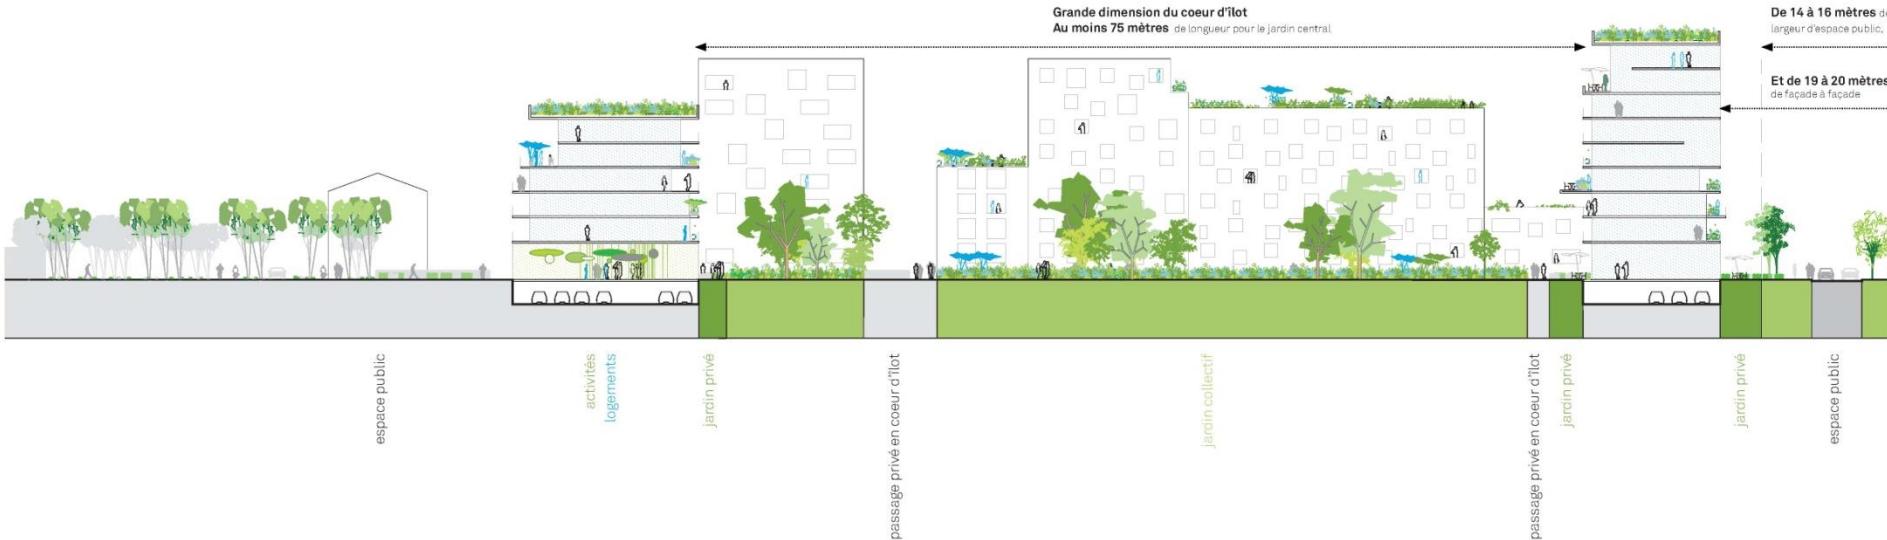 Grande dimension du coeur d'îlot
Au moins 75 mètres de longueur pour le jardin central
De 14 à 16 mètres de
largeur d'espace public,
Et de 19 à 20 mètres
de façade à façade
espace public
activités
logements
jardin privé
passage privé en coeur d'îlot
jardin collectif
passage privé en coeur d'îlot
jardin privé
jardin privé
espace public